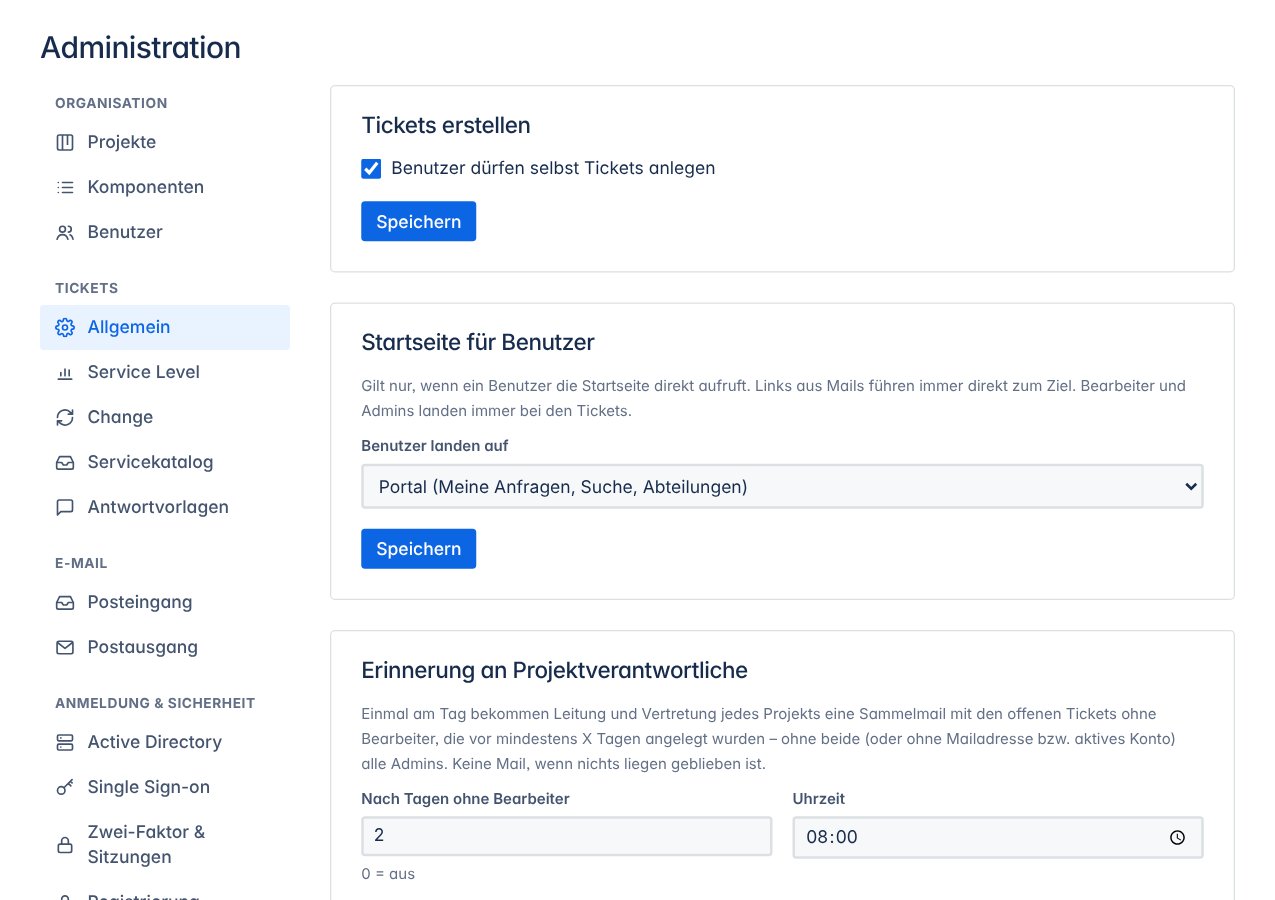 Administration
ORGANISATION
Projekte
Komponenten
Benutzer
TICKETS
Allgemein
Service Level
Change
Servicekatalog
Antwortvorlagen
E-MAIL
Posteingang
Postausgang
ANMELDUNG & SICHERHEIT
Active Directory
Single Sign-on
Zwei-Faktor &
Sitzungen
Registrierung
Tickets erstellen
Benutzer dürfen selbst Tickets anlegen
Speichern
Startseite für Benutzer
Gilt nur, wenn ein Benutzer die Startseite direkt aufruft. Links aus Mails führen immer direkt zum Ziel. Bearbeiter und
Admins landen immer bei den Tickets.
Benutzer landen auf
Portal (Meine Anfragen, Suche, Abteilungen)
Speichern
Erinnerung an Projektverantwortliche
Einmal am Tag bekommen Leitung und Vertretung jedes Projekts eine Sammelmail mit den offenen Tickets ohne
Bearbeiter, die vor mindestens X Tagen angelegt wurden – ohne beide (oder ohne Mailadresse bzw. aktives Konto)
alle Admins. Keine Mail, wenn nichts liegen geblieben ist.
Nach Tagen ohne Bearbeiter
Uhrzeit
2
08:00
0 = aus